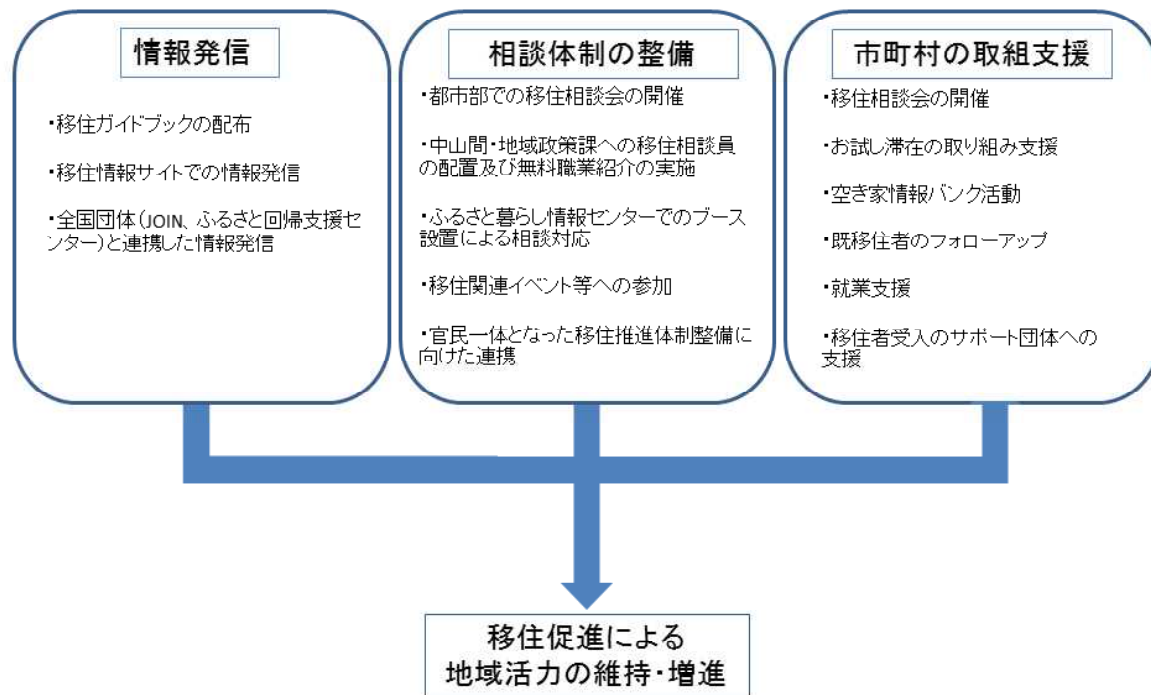 情報発信
・移住ガイドブックの配布
・移住情報サイトでの情報発信
・全国団体(JOIN、ふるさと回帰支援セ
ンター)と連携した情報発信
相談体制の整備
・都市部での移住相談会の開催
・中山間・地域政策課への移住相談員
の配置及び無料職業紹介の実施
・ふるさと暮らし情報センターでのブース
設置による相談対応
・移住関連イベント等への参加
・官民一体となった移住推進体制整備に
向けた連携
市町村の取組支援
・移住相談会の開催
・お試し滞在の取り組み支援
・空き家情報バンク活動
・既移住者のフォローアップ
・就業支援
・移住者受入のサポート団体への
支援
移住促進による
地域活力の維持・増進